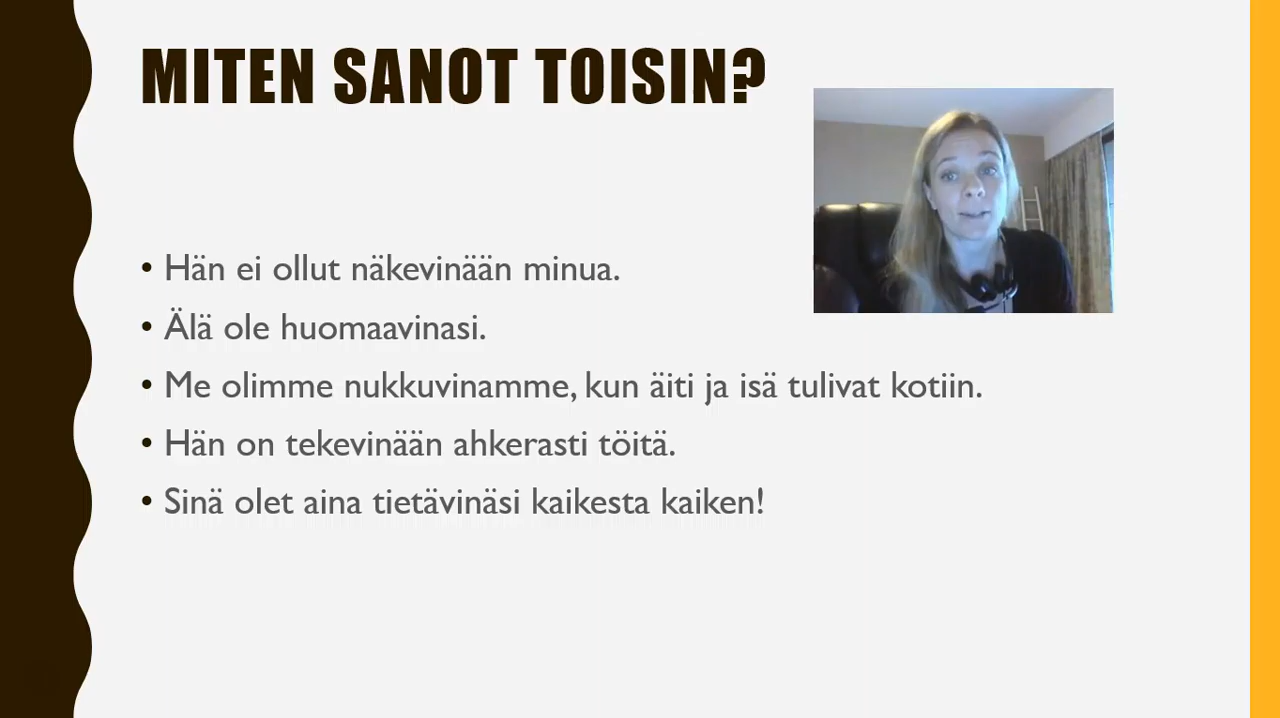 MITEN SANOT TOISIN?
• Hän ei ollut näkevinään minua.
• Älä ole huomaavinasi.
• Me olimme nukkuvinamme, kun äiti ja isä tulivat kotiin.
• Hän on tekevinään ahkerasti töitä.
• Sinä olet aina tietävinäsi kaikesta kaiken!